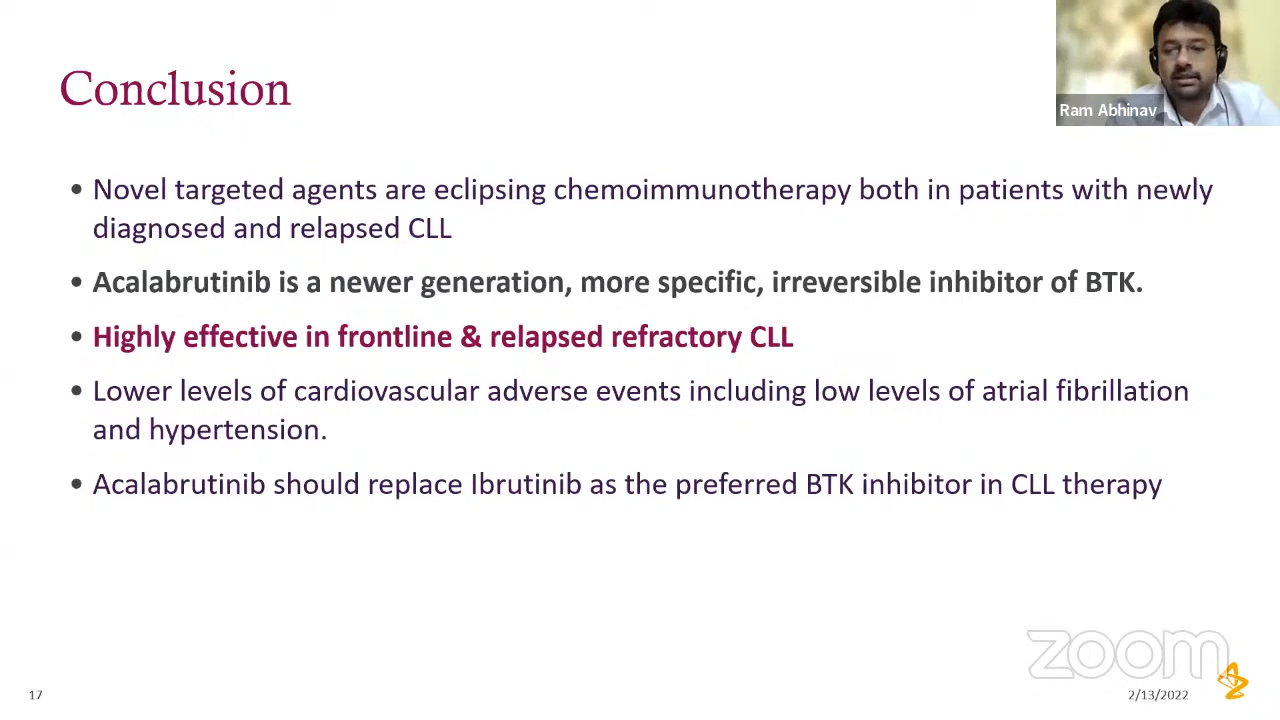 Conclusion
Ram Abhinav
• Novel targeted agents are eclipsing chemoimmunotherapy both in patients with newly
diagnosed and relapsed CLL
• Acalabrutinib is a newer generation, more specific, irreversible inhibitor of BTK.
• Highly effective in frontline & relapsed refractory CLL
• Lower levels of cardiovascular adverse events including low levels of atrial fibrillation
and hypertension.
• Acalabrutinib should replace Ibrutinib as the preferred BTK inhibitor in CLL therapy
zoom
17
2/13/2022